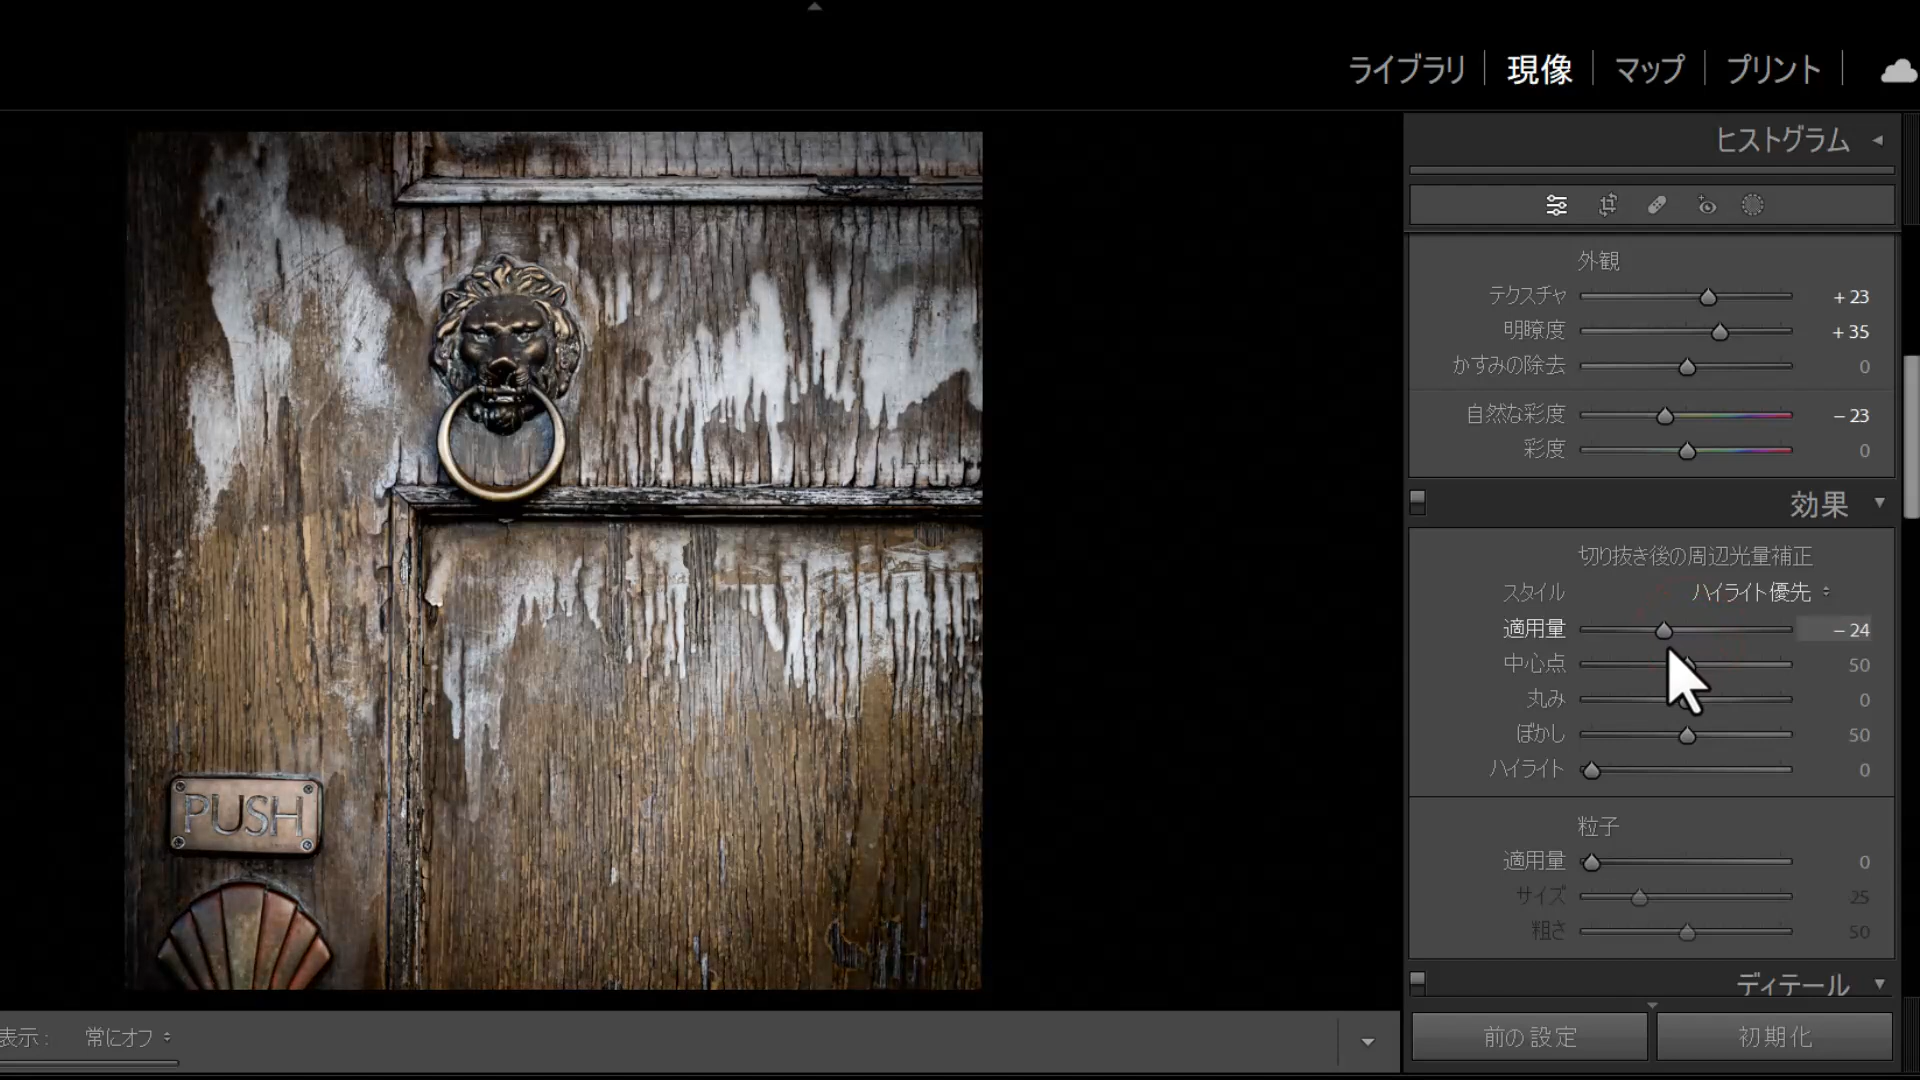 ライブラリ 現像 マップ プリント
ヒストグラム
外観
テクスチャ +23
明瞭度 +35
かすみの除去 0
自然な彩度 -23
彩度 0
効果
切り抜き後の周辺光量補正
スタイル ハイライト優先
適用量 -24
中心点 50
丸み 0
ぼかし 50
ハイライト 0
粒子
適用量 0
サイズ 25
粗さ 50
ディテール
前の設定 初期化
PUSH
表示 : 常にオフ